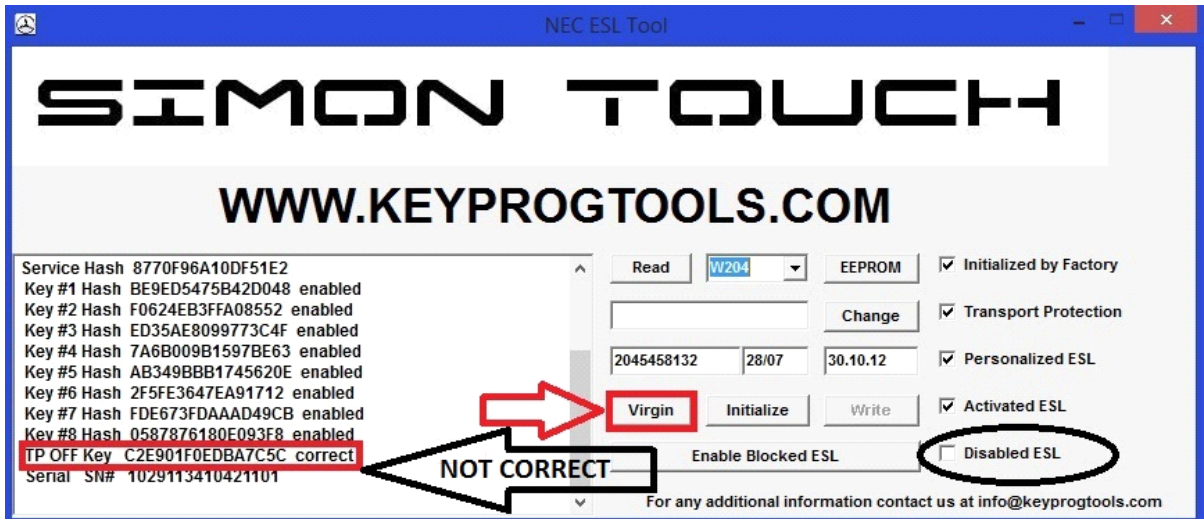 NEC ESL Tool
SIMON TOUCH
WWW.KEYPROGTOOLS.COM
Service Hash 8770F96A10DF51E2
Key #1 Hash BE9ED5475B42D048 enabled
Key #2 Hash F0624EB3FFA08552 enabled
Key #3 Hash ED35AE8099773C4F enabled
Key #4 Hash 7A6B009B1597BE63 enabled
Key #5 Hash AB349BBB1745620E enabled
Key #6 Hash 2F5FE3647EA91712 enabled
Key #7 Hash FDE673FDAAAD49CB enabled
Key #8 Hash 0587876180E093F8 enabled
TP OFF Key C2E901F0EDBA7C5C correct
Serial SN# 1029113410421101
NOT CORRECT
Read W204 EEPROM Initialized by Factory
Change Transport Protection
2045458132 28/07 30.10.12 Personalized ESL
Virgin Initialize Write Activated ESL
Enable Blocked ESL Disabled ESL
For any additional information contact us at info@keyprogtools.com